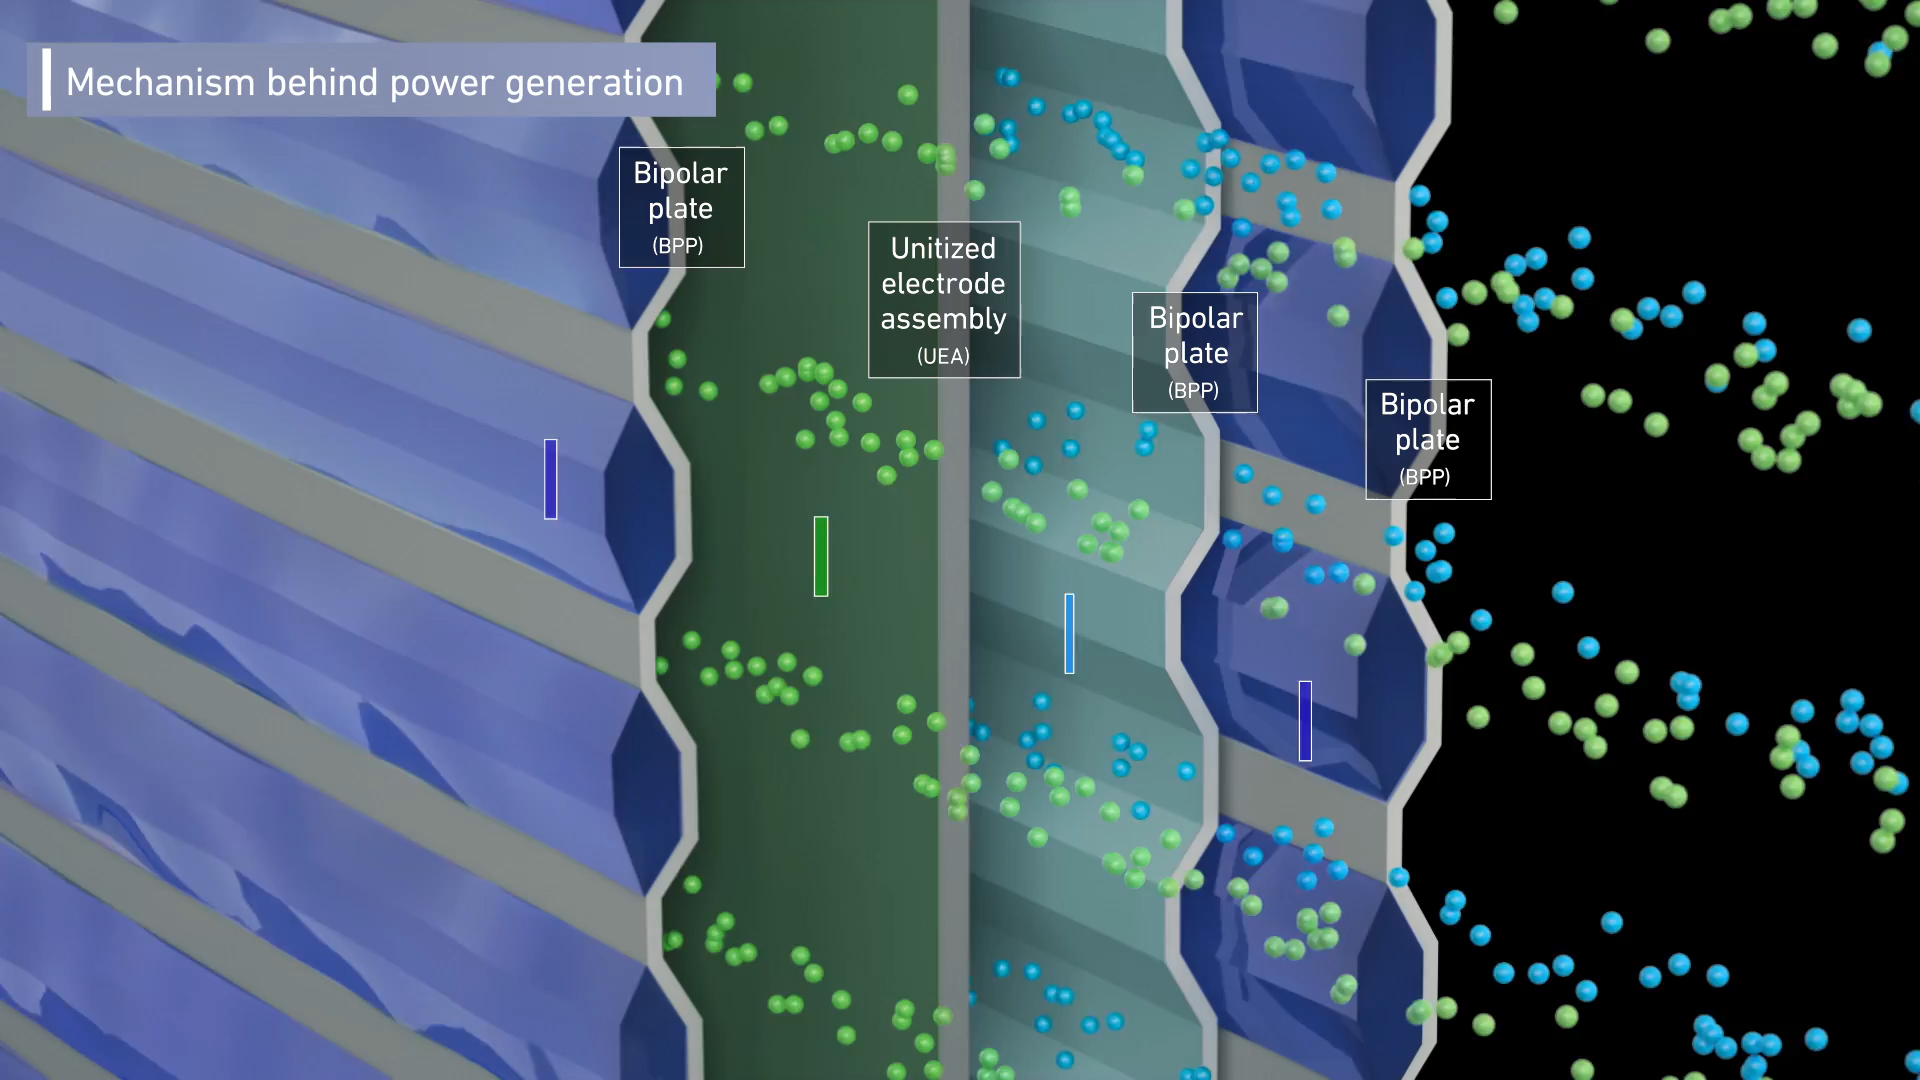 Mechanism behind power generation
Bipolar
plate
(BPP)
Unitized
electrode
assembly
(UEA)
Bipolar
plate
(BPP)
Bipolar
plate
(BPP)